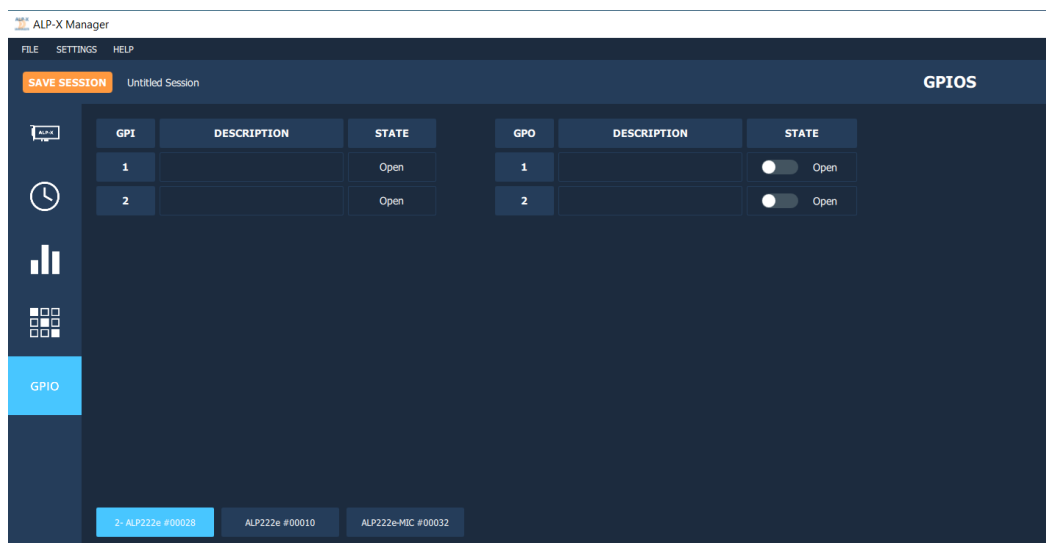 ALP-X Manager
FILE SETTINGS HELP
SAVE SESSION Untitled Session GPIOS
ALP-X
GPI DESCRIPTION STATE GPO DESCRIPTION STATE
1 Open 1 Open
2 Open 2 Open
GPIO
2- ALP222e #00028 ALP222e #00010 ALP222e-MIC #00032